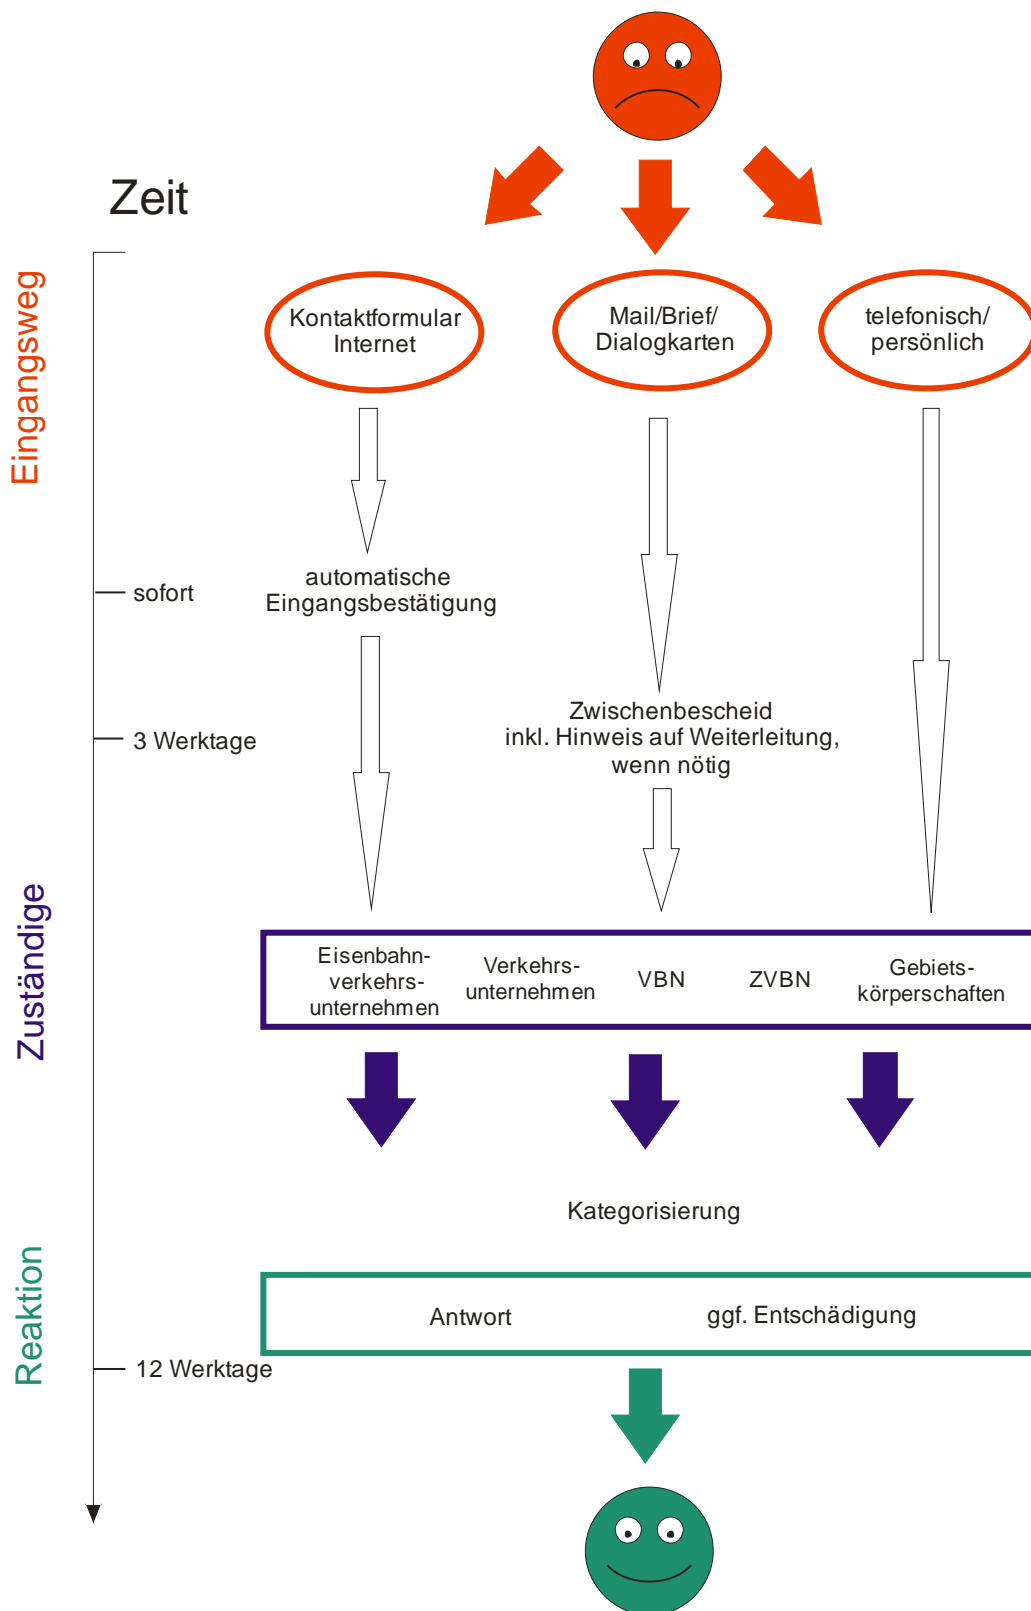 Zeit
Eingangsweg
Kontaktformular
Internet
Mail/Brief/
Dialogkarten
telefonisch/
persönlich
sofort
automatische
Eingangsbestätigung
3 Werktage
Zwischenbescheid
inkl. Hinweis auf Weiterleitung,
wenn nötig
Zuständige
Eisenbahn-
verkehrs-
unternehmen
Verkehrs-
unternehmen
VBN
ZVBN
Gebiets-
körperschaften
Kategorisierung
Reaktion
Antwort
ggf. Entschädigung
12 Werktage